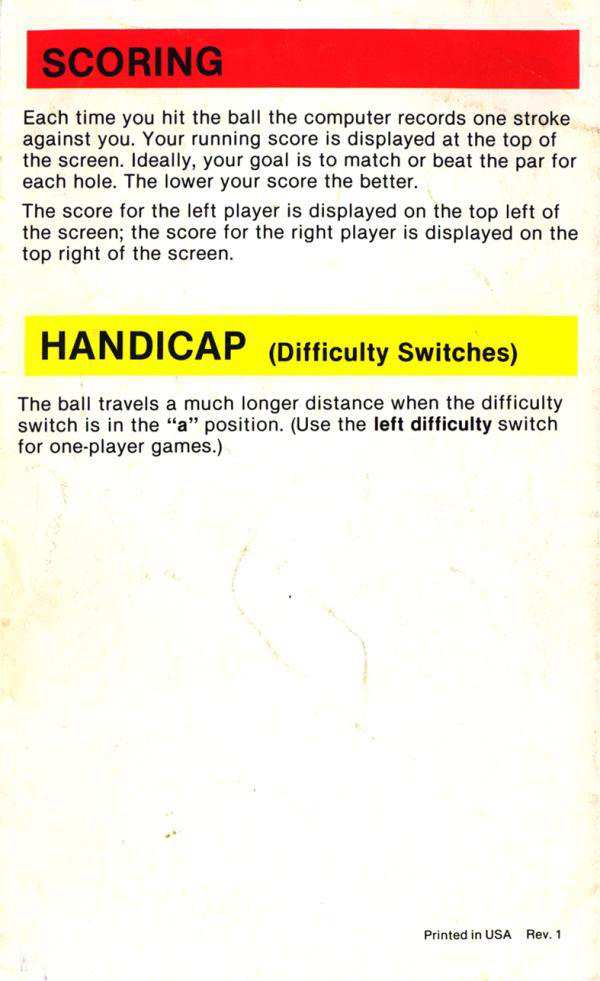 SCORING
Each time you hit the ball the computer records one stroke
against you. Your running score is displayed at the top of
the screen. Ideally, your goal is to match or beat the par for
each hole. The lower your score the better.
The score for the left player is displayed on the top left of
the screen; the score for the right player is displayed on the
top right of the screen.
HANDICAP (Difficulty Switches)
The ball travels a much longer distance when the difficulty
switch is in the “a” position. (Use the left difficulty switch
for one-player games.)
Printed in USA Rev. 1